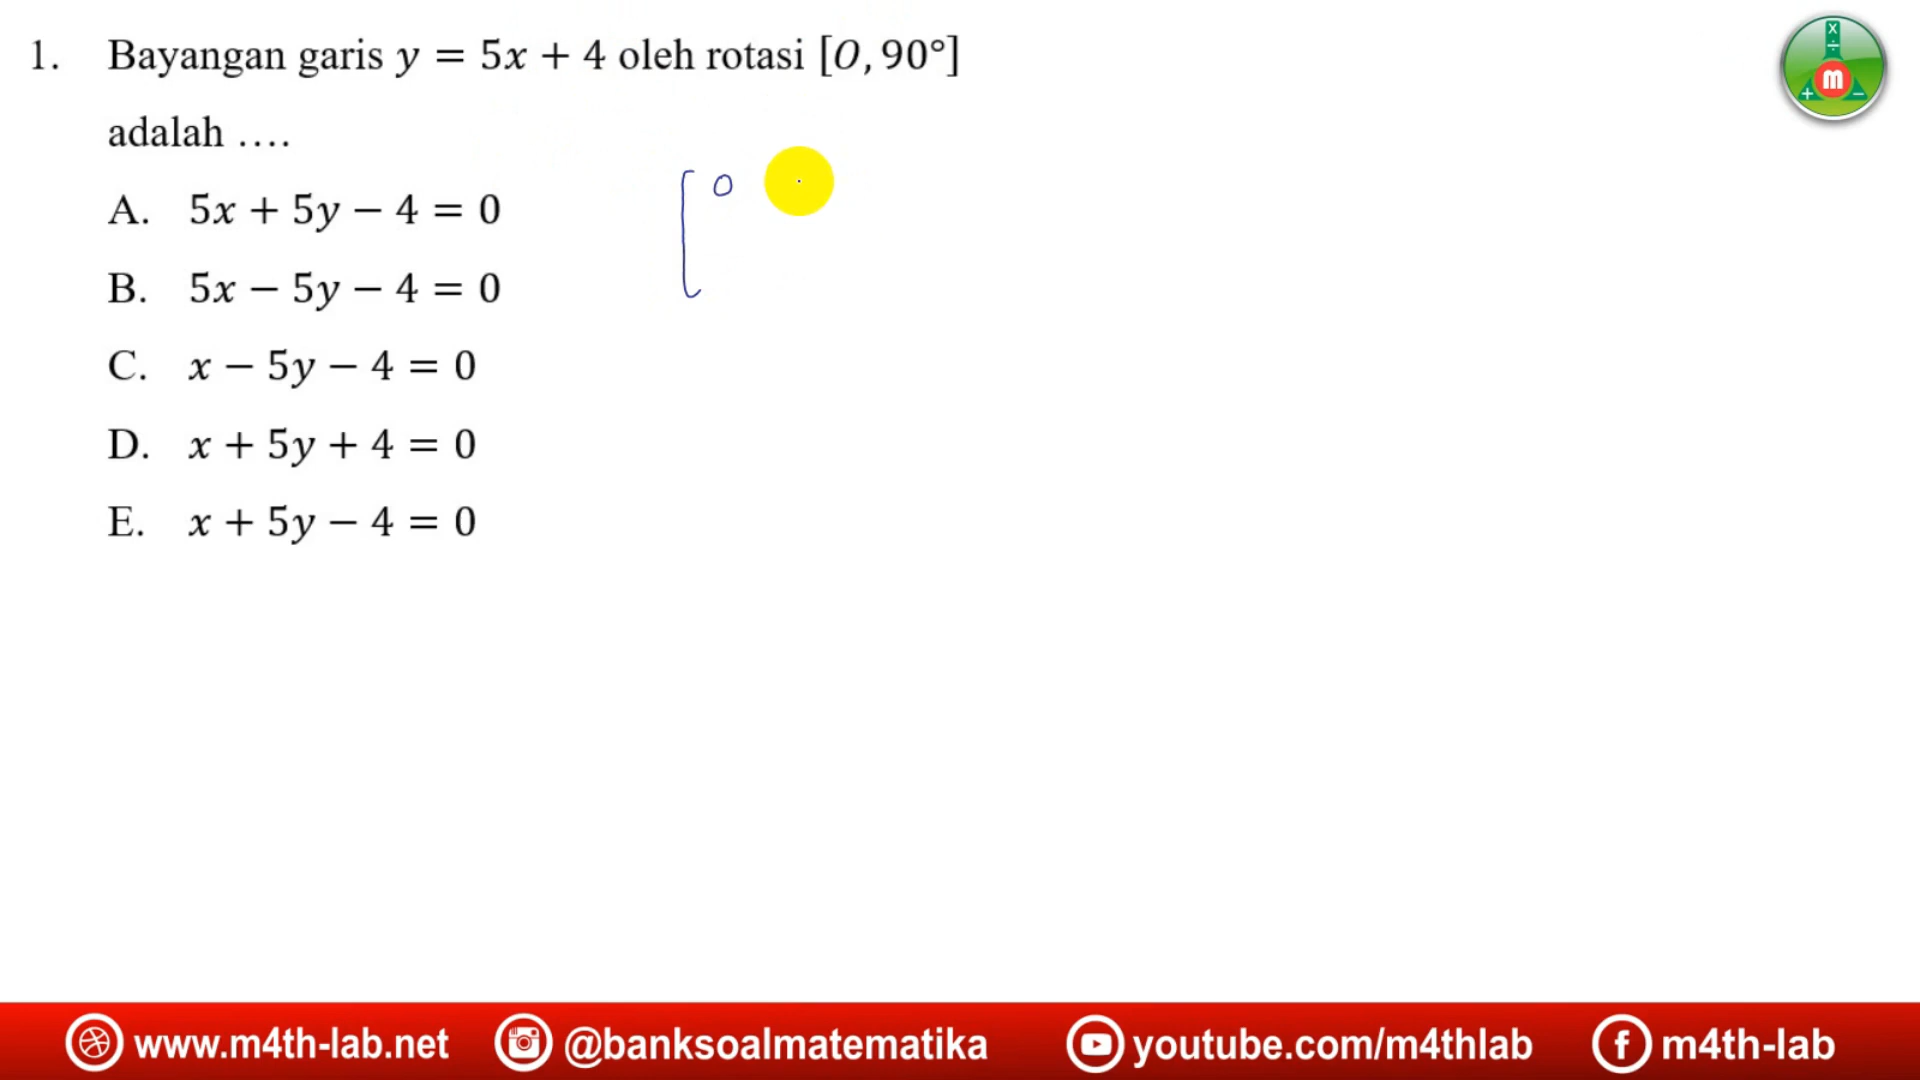 1. Bayangan garis y = 5x + 4 oleh rotasi [O, 90°]
adalah ....
A. 5x + 5y − 4 = 0
B. 5x − 5y − 4 = 0
C. x − 5y − 4 = 0
D. x + 5y + 4 = 0
E. x + 5y − 4 = 0
[ 0
x ÷ m + −
www.m4th-lab.net @banksoalmatematika youtube.com/m4thlab m4th-lab